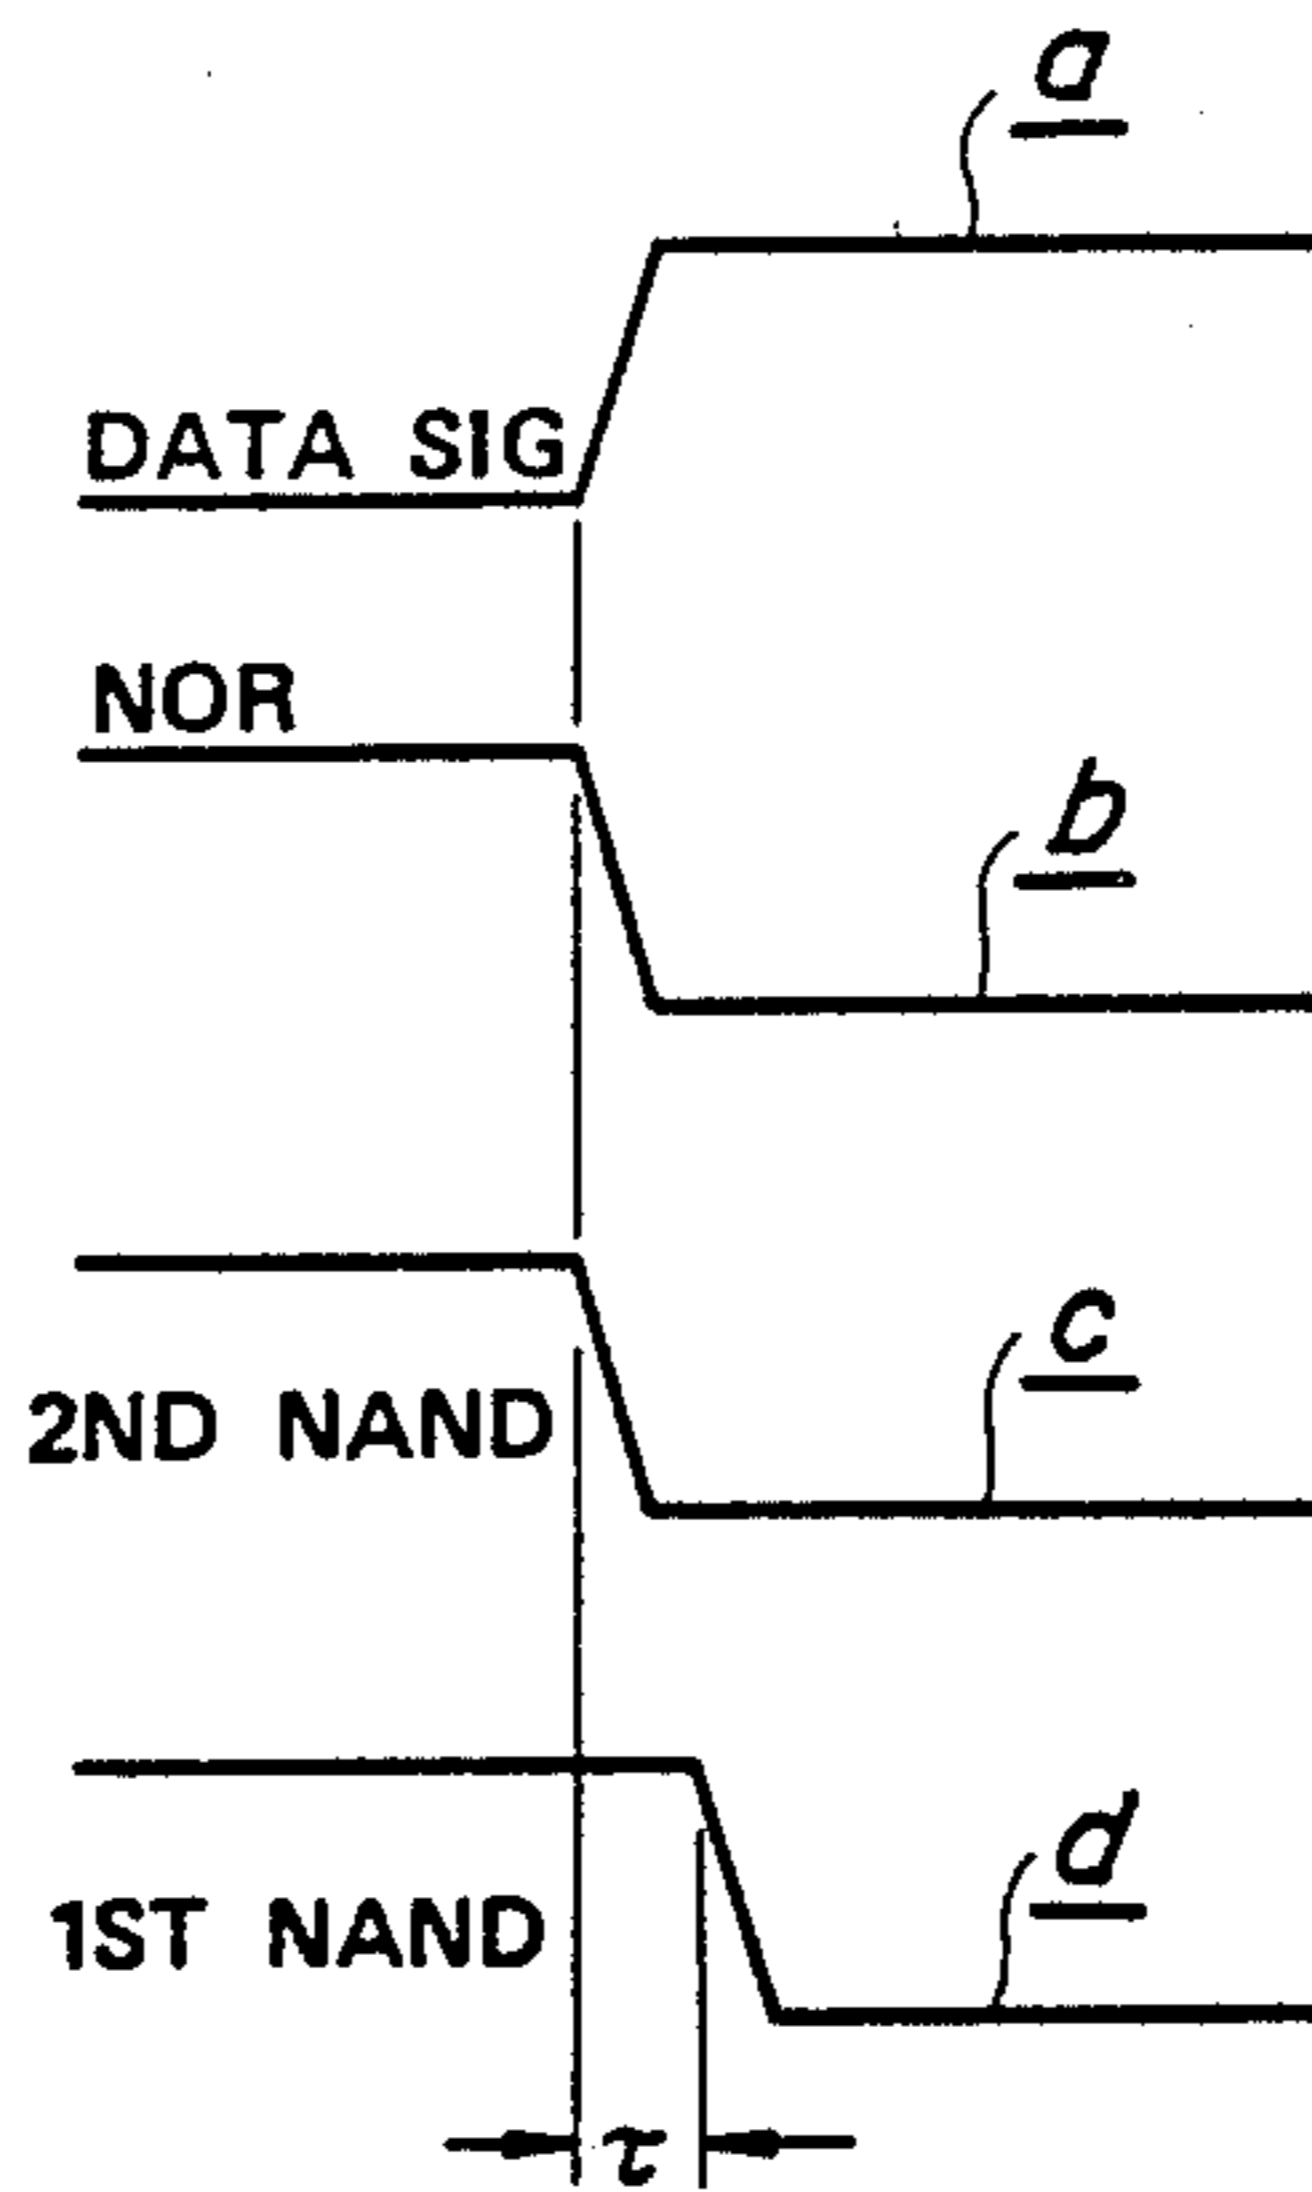 a
DATA SIG
NOR
b
c
2ND NAND
d
1ST NAND
τ